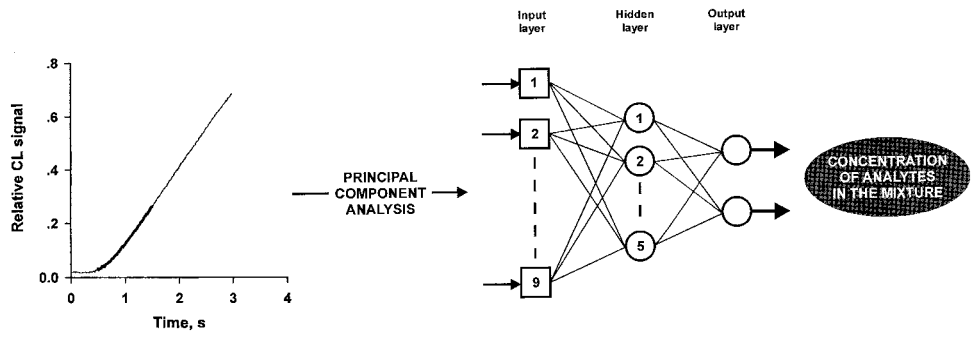 Input
layer
Hidden
layer
Output
layer
.8
.6
.4
.2
0.0
0
1
2
3
4
Relative CL signal
Time, s
PRINCIPAL
COMPONENT
ANALYSIS
1
2
9
1
2
5
CONCENTRATION
OF ANALYTES
IN THE MIXTURE